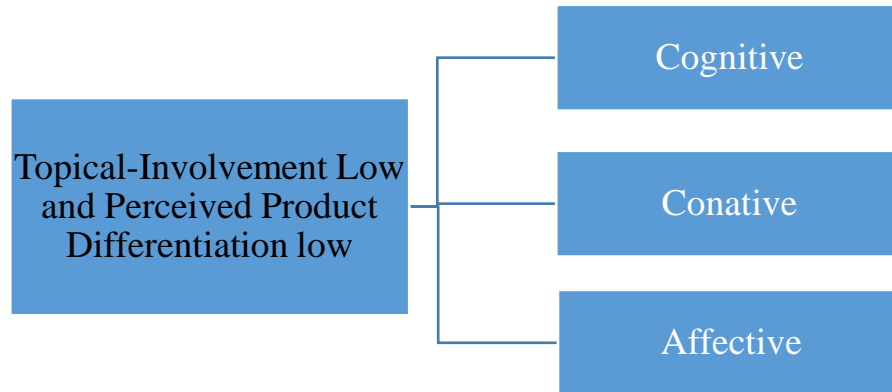 Topical-Involvement Low
and Perceived Product
Differentiation low
Cognitive
Conative
Affective